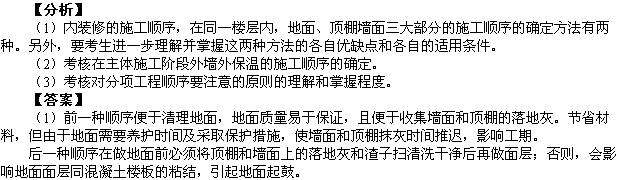 【分析】
(1)内装修的施工顺序，在同一楼层内，地面、顶棚墙面三大部分的施工顺序的确定方法有两
种。另外，要考生进一步理解并掌握这两种方法的各自优缺点和各自的适用条件。
(2)考核在主体施工阶段外墙外保温的施工顺序的确定。
(3)考核对分项工程顺序要注意的原则的理解和掌握程度。
【答案】
(1)前一种顺序便于清理地面，地面质量易于保证，且便于收集墙面和顶棚的落地灰。节省材
料，但由于地面需要养护时间及采取保护措施，使墙面和顶棚抹灰时间推迟，影响工期。
后一种顺序在做地面前必须将顶棚和墙面上的落地灰和渣子扫清洗干净后再做面层；否则，会影
响地面面层同混凝土楼板的粘结，引起地面起鼓。